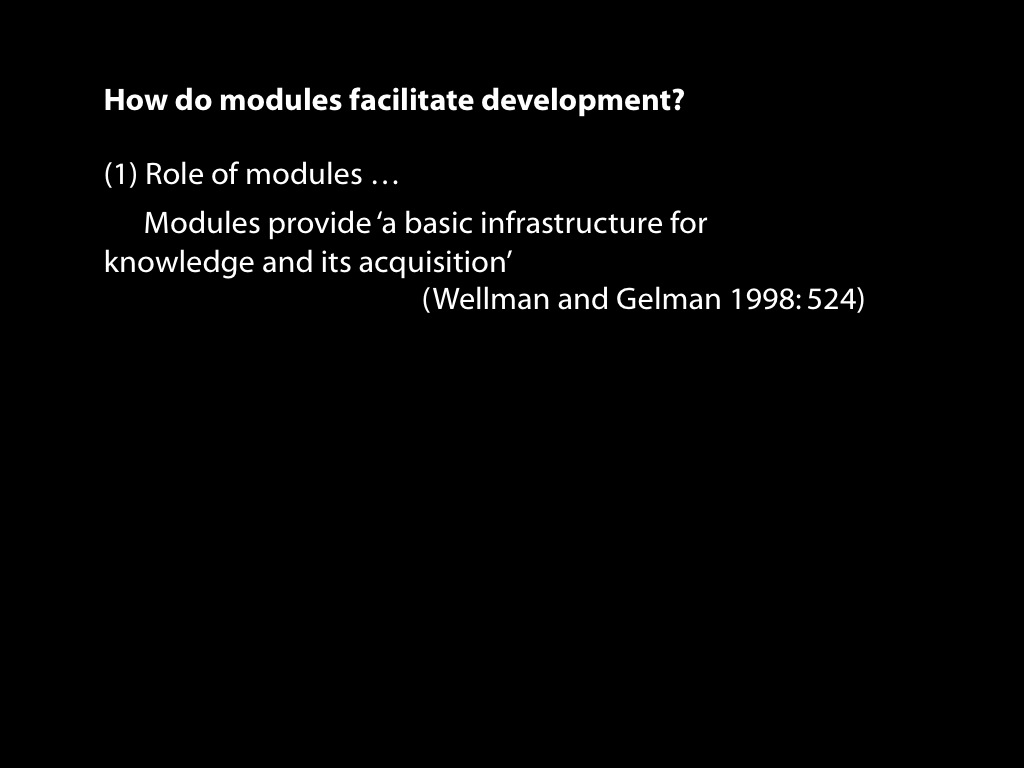 How do modules facilitate development?
(1) Role of modules …
Modules provide ‘a basic infrastructure for
knowledge and its acquisition’
(Wellman and Gelman 1998: 524)